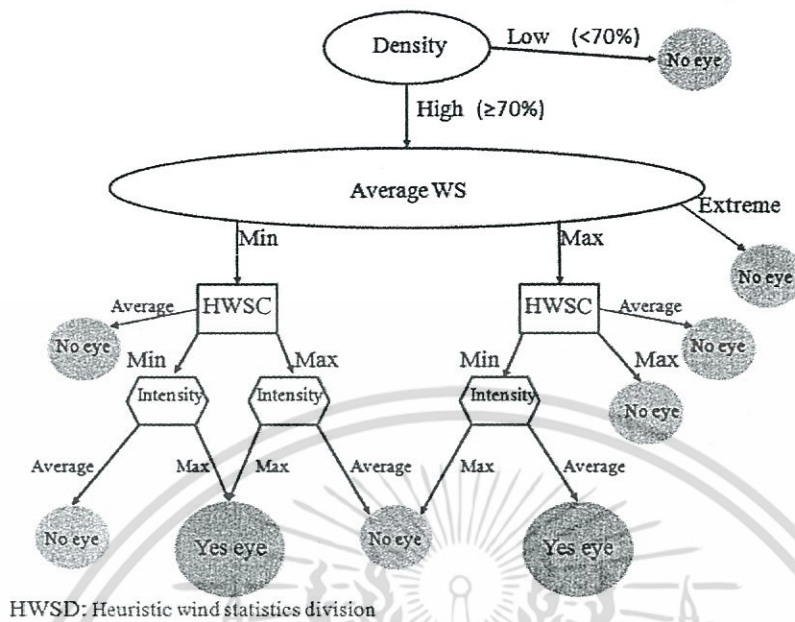 Density
Low (<70%)
No eye
High (≥70%)
Average WS
Extreme
Min
Max
No eye
Average
HWSC
HWSC
Average
No eye
No eye
Min
Max
Min
Max
Intensity
Intensity
Intensity
No eye
Average
Max
Max
Average
Max
Average
No eye
Yes eye
No eye
Yes eye
HWSD: Heuristic wind statistics division